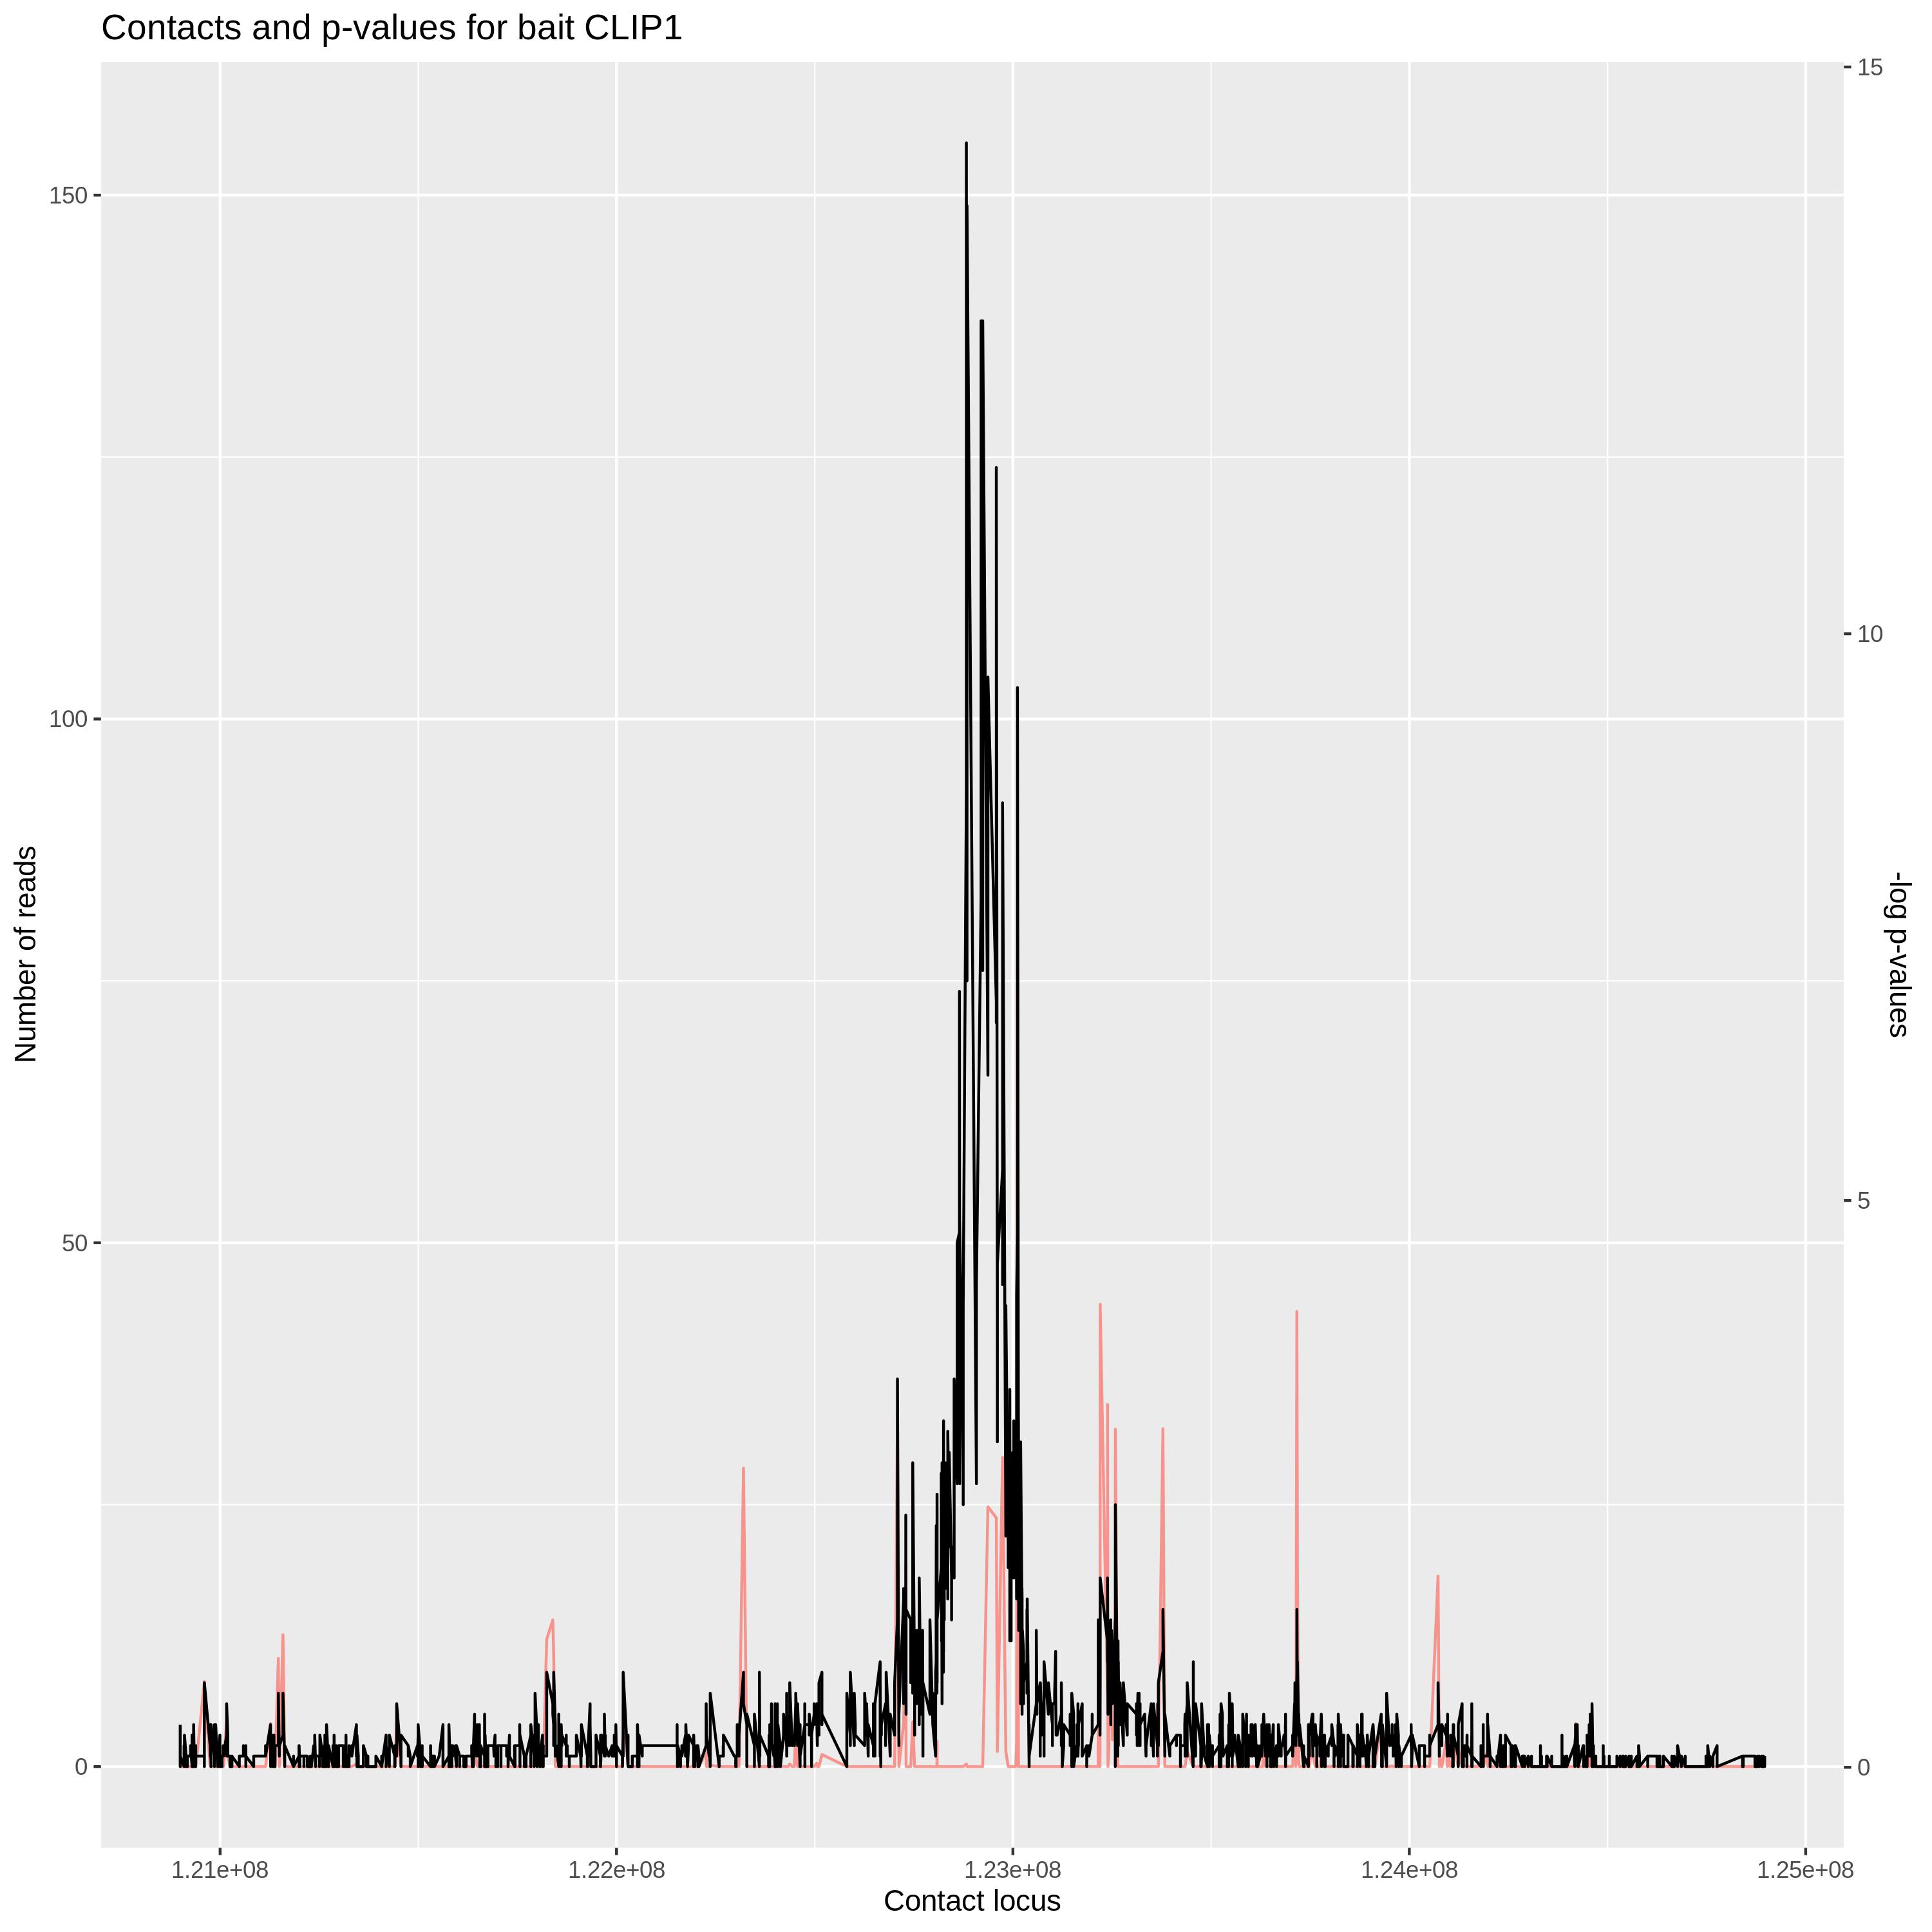 Contacts and p-values for bait CLIP1
15
150
10
100
Number of reads
-log p-values
5
50
0
0
1.21e+08
1.22e+08
1.23e+08
1.24e+08
1.25e+08
Contact locus